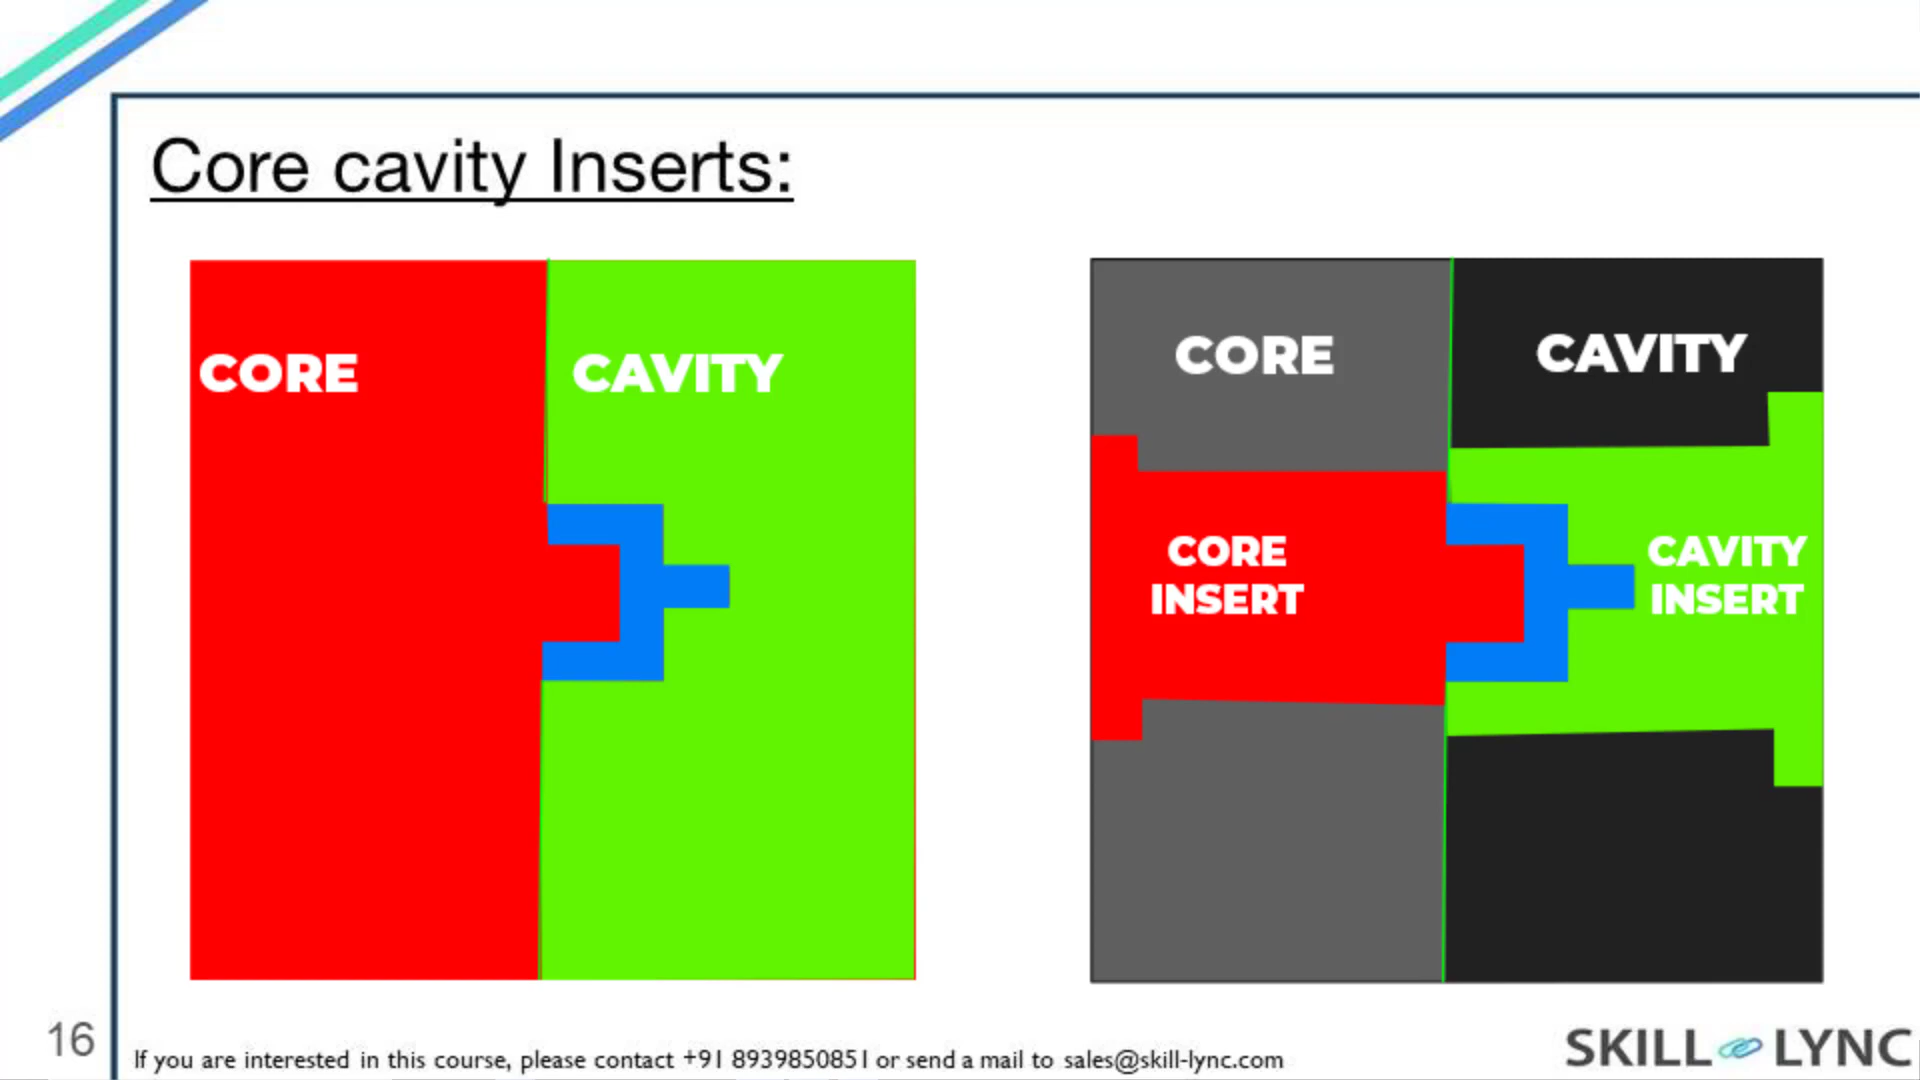 Core cavity Inserts:
CORE
CAVITY
CORE
CAVITY
CORE
INSERT
CAVITY
INSERT
16
If you are interested in this course, please contact +91 8939850851 or send a mail to sales@skill-lync.com
SKILL LYNC